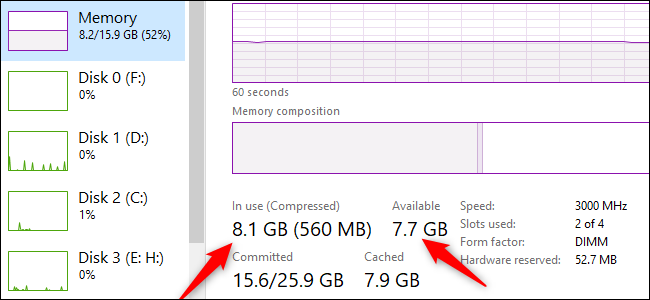 Memory
8.2/15.9 GB (52%)
Disk 0 (F:)
0%
Disk 1 (D:)
0%
Disk 2 (C:)
1%
Disk 3 (E: H:)
0%
60 seconds
Memory composition
In use (Compressed)
8.1 GB (560 MB)
Available
7.7 GB
Committed
15.6/25.9 GB
Cached
7.9 GB
Speed: 3000 MHz
Slots used: 2 of 4
Form factor: DIMM
Hardware reserved: 52.7 MB